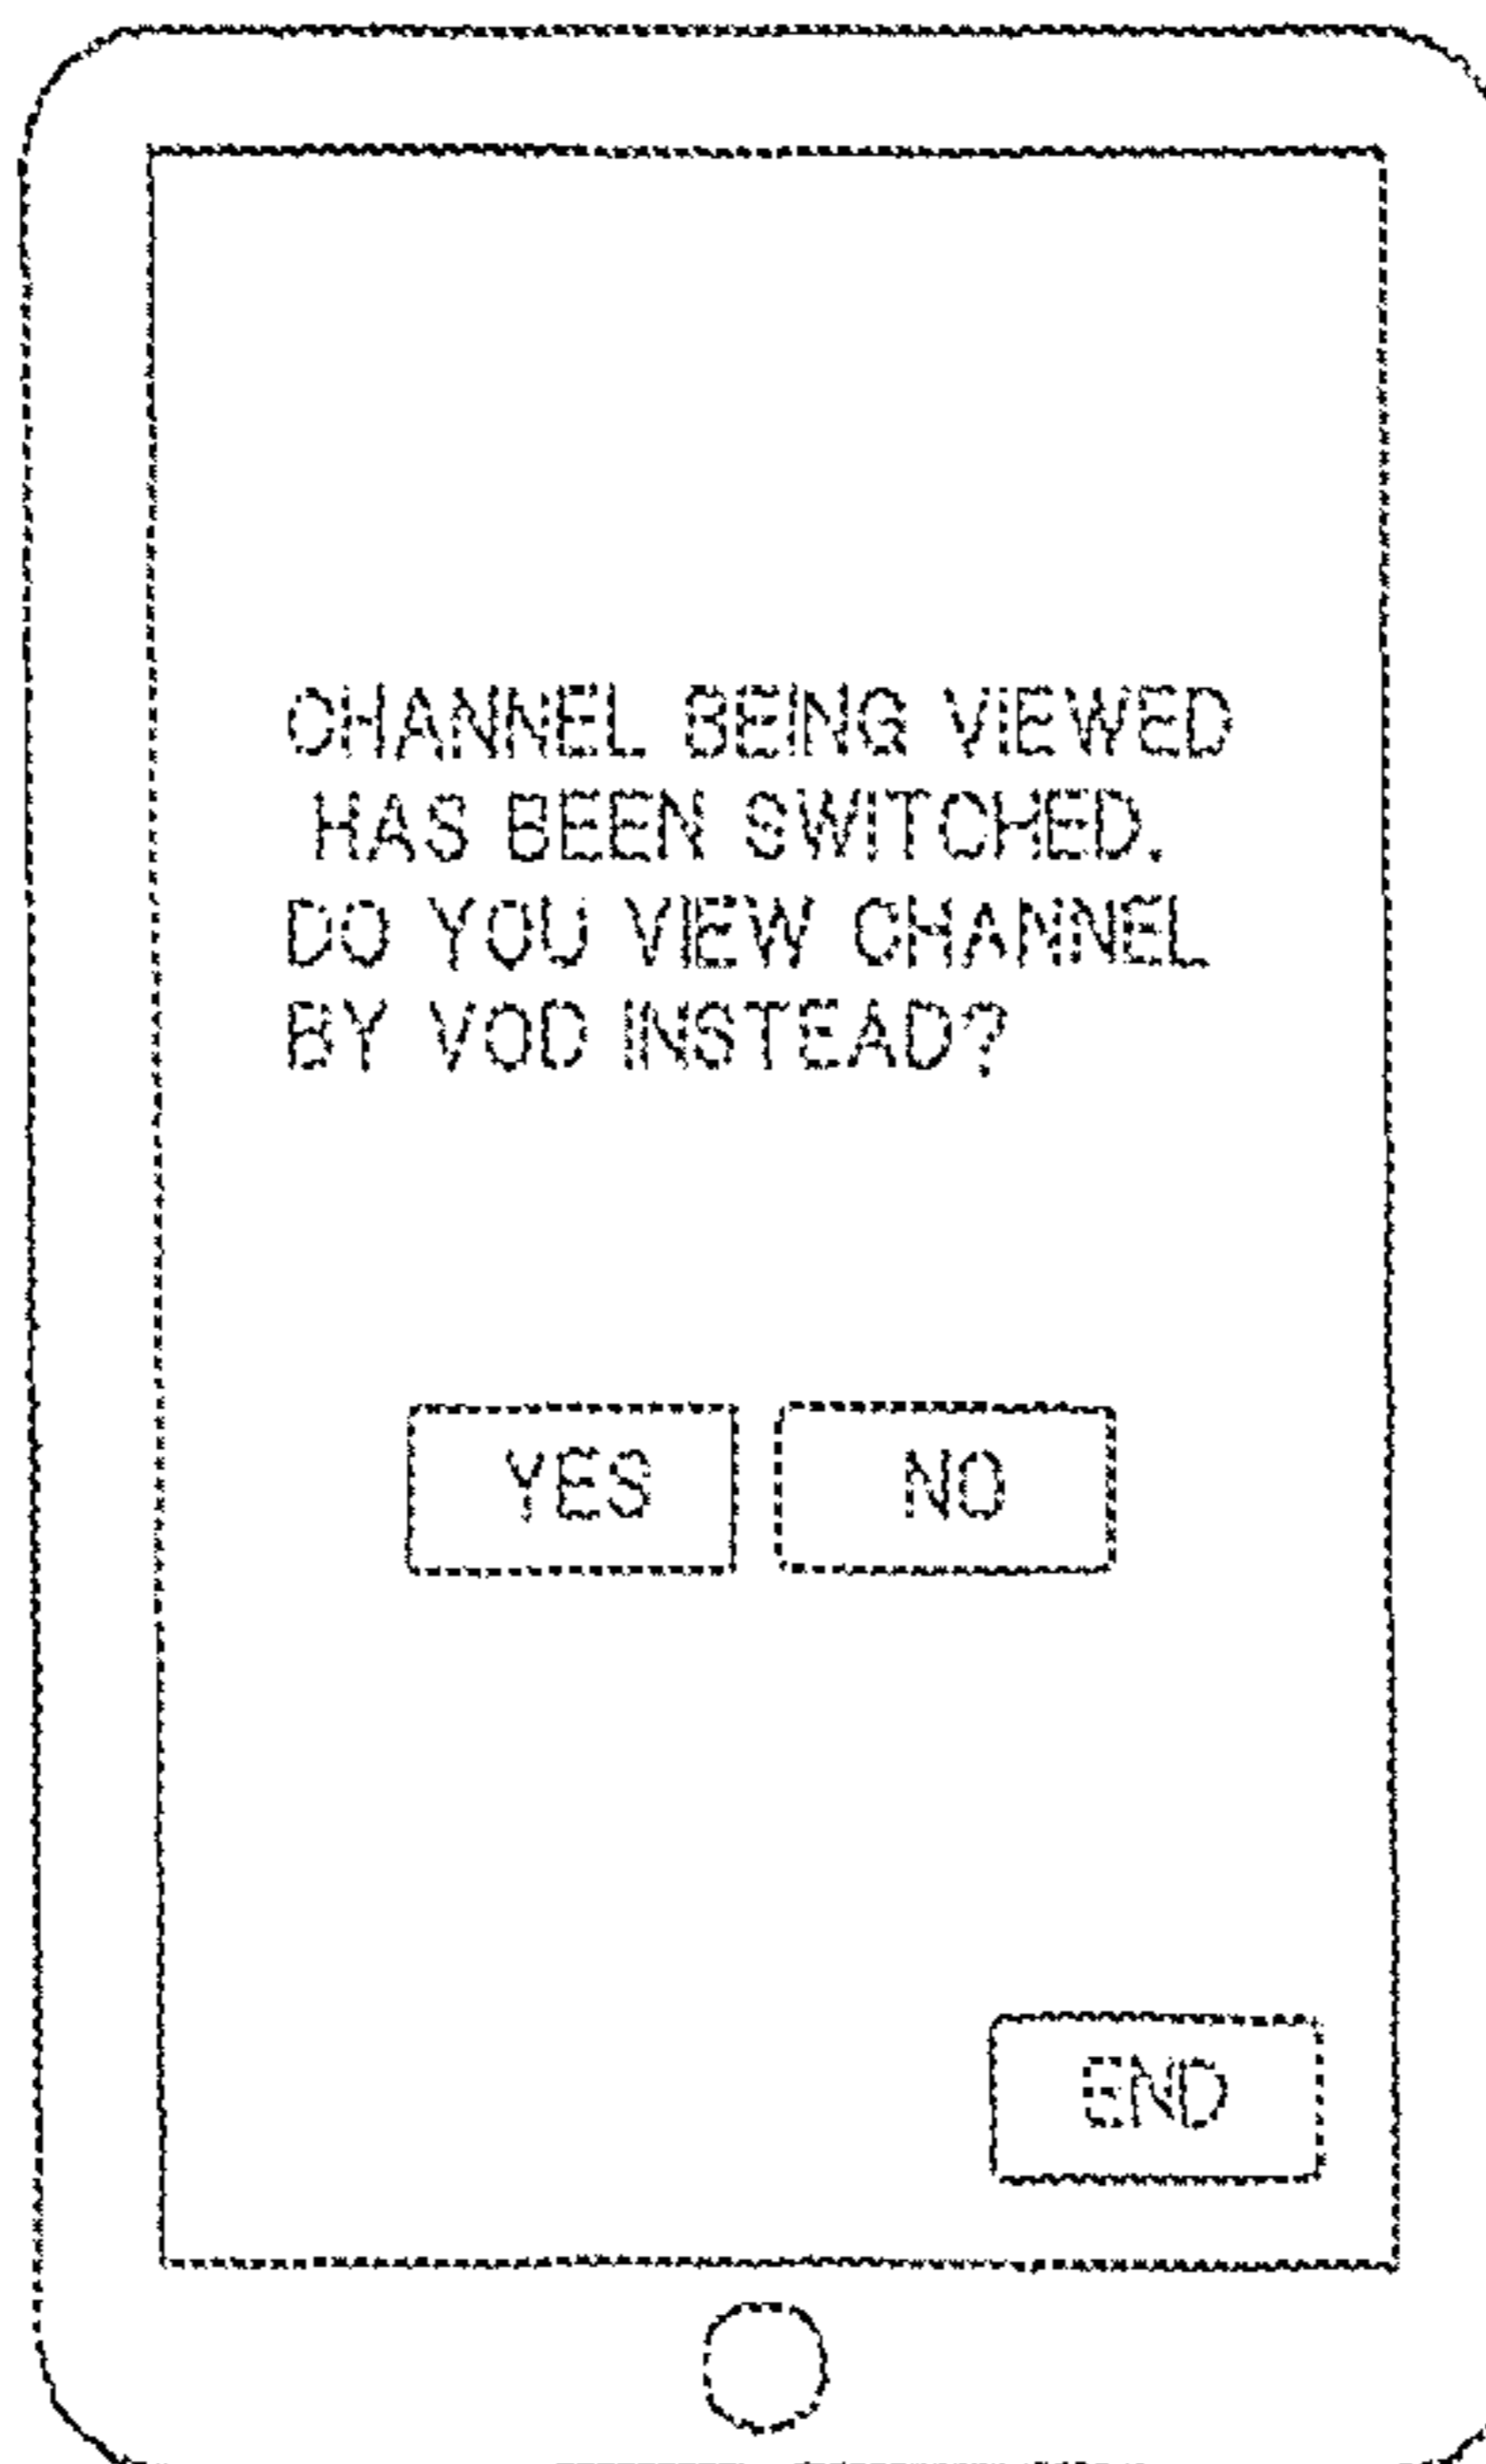 CHANNEL BEING VIEWED
HAS BEEN SWITCHED.
DO YOU VIEW CHANNEL
BY VOD INSTEAD?
YES NO
END